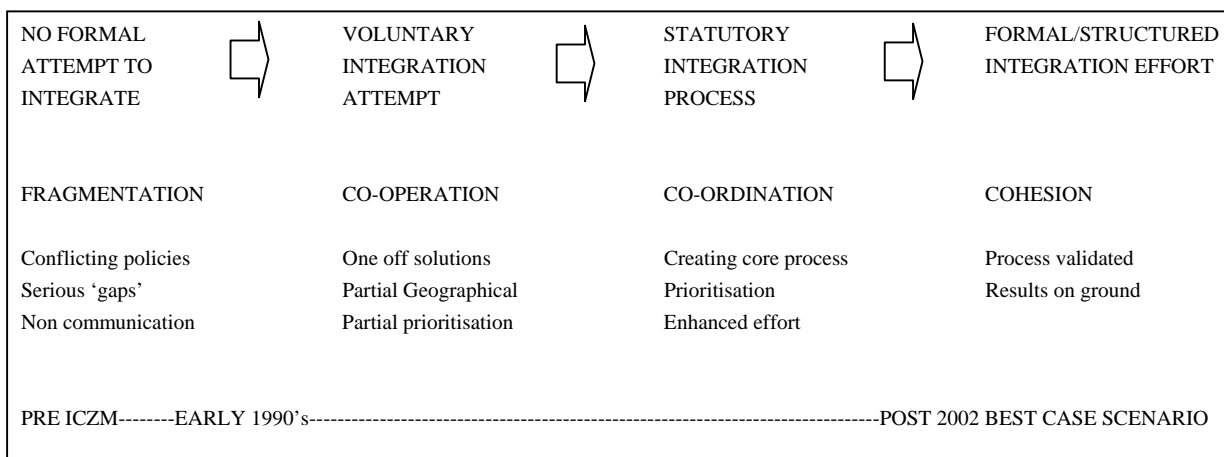 NO FORMAL ATTEMPT TO INTEGRATE
VOLUNTARY INTEGRATION ATTEMPT
STATUTORY INTEGRATION PROCESS
FORMAL/STRUCTURED INTEGRATION EFFORT
FRAGMENTATION
CO-OPERATION
CO-ORDINATION
COHESION
Conflicting policies
Serious ‘gaps’
Non communication
One off solutions
Partial Geographical
Partial prioritisation
Creating core process
Prioritisation
Enhanced effort
Process validated
Results on ground
PRE ICZM--------EARLY 1990’s--------------------------------------------------------------------------------POST 2002 BEST CASE SCENARIO